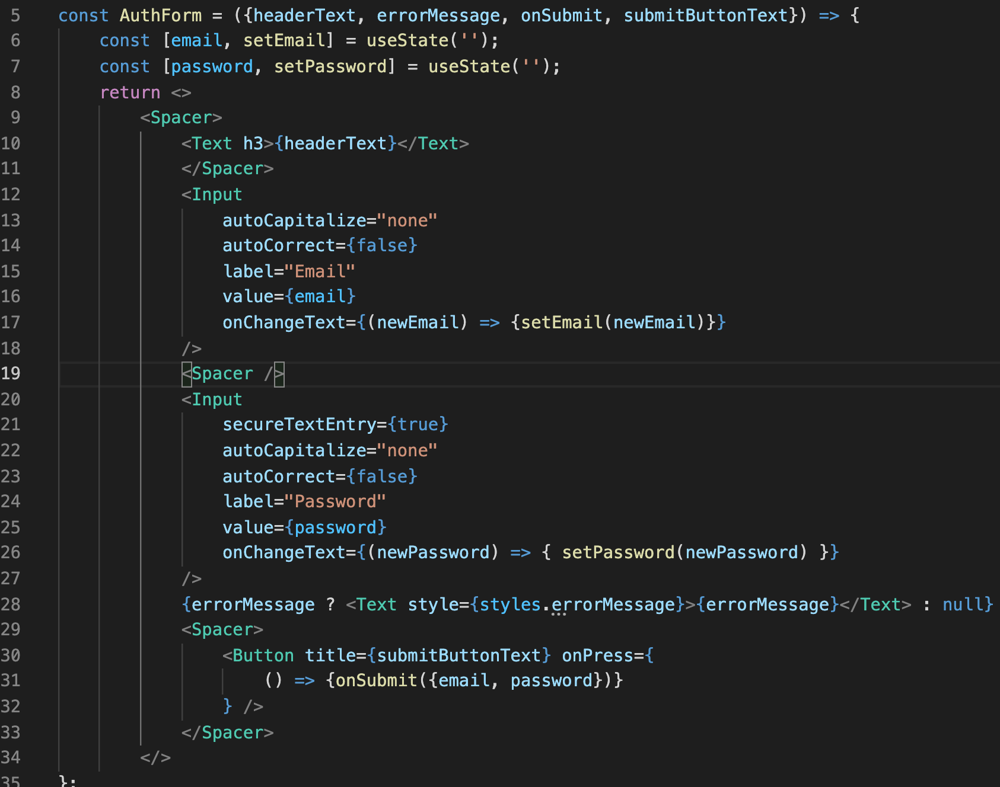 5 const AuthForm = ({headerText, errorMessage, onSubmit, submitButtonText}) => {
6 const [email, setEmail] = useState('');
7 const [password, setPassword] = useState('');
8 return <>
9 <Spacer>
10 <Text h3>{headerText}</Text>
11 </Spacer>
12 <Input
13 autoCapitalize="none"
14 autoCorrect={false}
15 label="Email"
16 value={email}
17 onChangeText={(newEmail) => {setEmail(newEmail)}}
18 />
19 <Spacer />
20 <Input
21 secureTextEntry={true}
22 autoCapitalize="none"
23 autoCorrect={false}
24 label="Password"
25 value={password}
26 onChangeText={(newPassword) => { setPassword(newPassword) }}
27 />
28 {errorMessage ? <Text style={styles.errorMessage}>{errorMessage}</Text> : null}
29 <Spacer>
30 <Button title={submitButtonText} onPress={
31 () => {onSubmit({email, password})}
32 } />
33 </Spacer>
34 </>
35 };